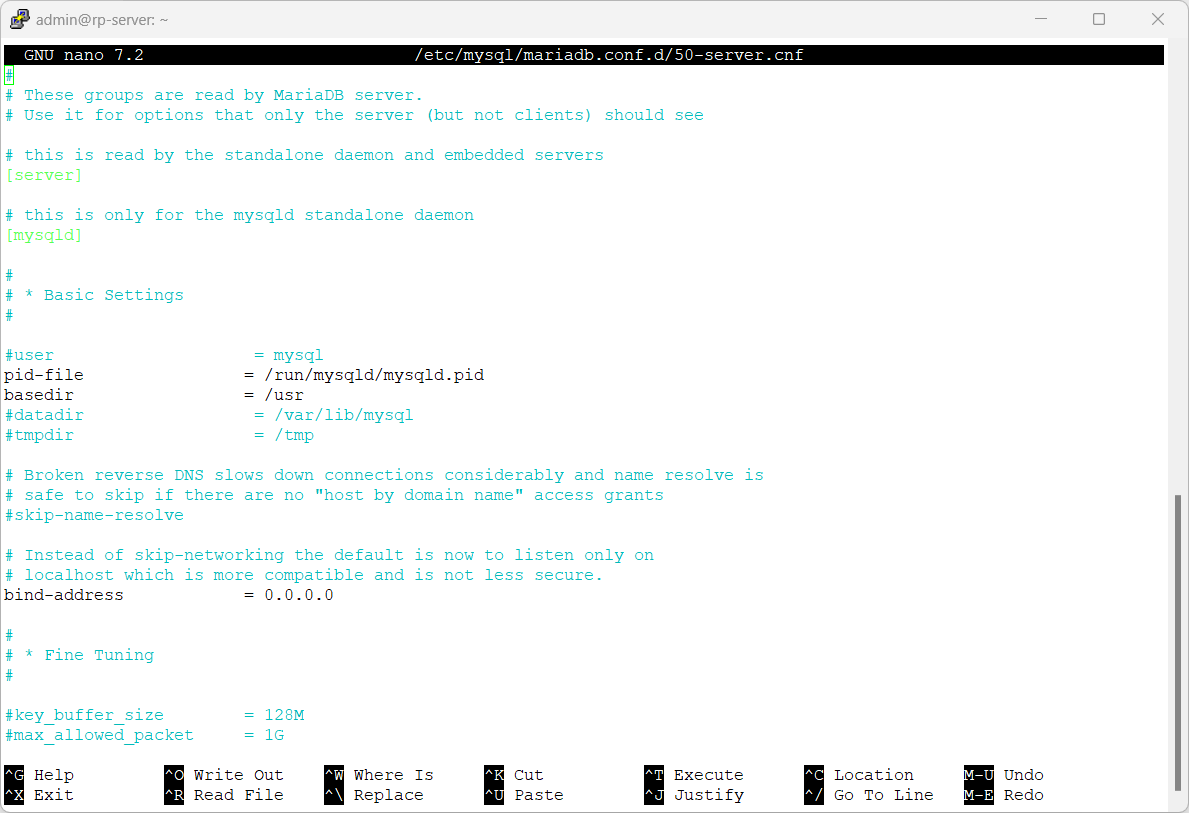 admin@rp-server: ~
GNU nano 7.2 /etc/mysql/mariadb.conf.d/50-server.cnf
#
# These groups are read by MariaDB server.
# Use it for options that only the server (but not clients) should see
# this is read by the standalone daemon and embedded servers
[server]
# this is only for the mysqld standalone daemon
[mysqld]
#
# * Basic Settings
#
#user = mysql
pid-file = /run/mysqld/mysqld.pid
basedir = /usr
#datadir = /var/lib/mysql
#tmpdir = /tmp
# Broken reverse DNS slows down connections considerably and name resolve is
# safe to skip if there are no "host by domain name" access grants
#skip-name-resolve
# Instead of skip-networking the default is now to listen only on
# localhost which is more compatible and is not less secure.
bind-address = 0.0.0.0
#
# * Fine Tuning
#
#key_buffer_size = 128M
#max_allowed_packet = 1G
^G Help ^O Write Out ^W Where Is ^K Cut ^T Execute ^C Location M-U Undo
^X Exit ^R Read File ^\ Replace ^U Paste ^J Justify ^/ Go To Line M-E Redo